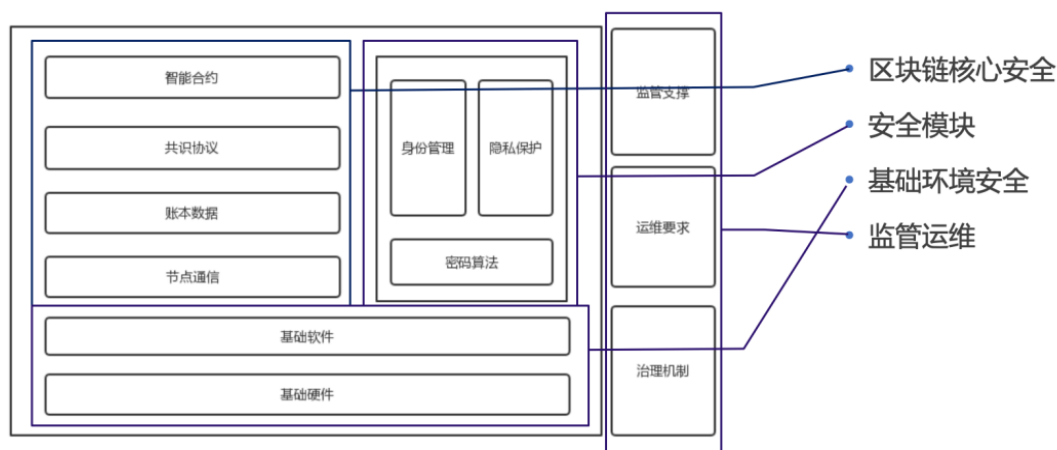 智能合约
共识协议
账本数据
节点通信
身份管理
隐私保护
密码算法
基础软件
基础硬件
监管支撑
运维要求
治理机制
区块链核心安全
安全模块
基础环境安全
监管运维